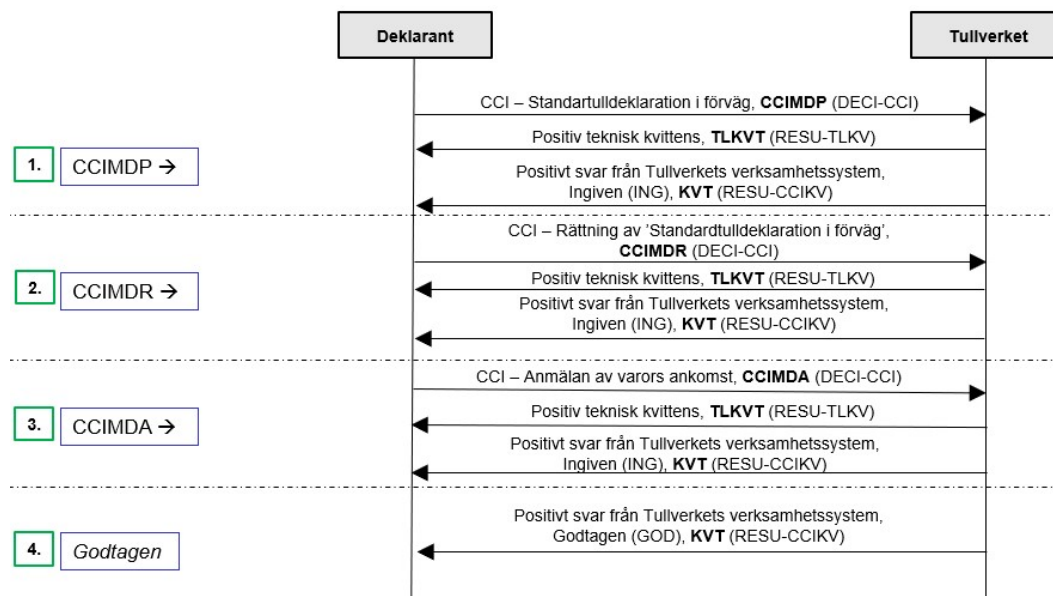 Deklarant
Tullverket
CCI – Standartulldeklaration i förväg, CCIMDP (DECI-CCI)
Positiv teknisk kvittens, TLKVT (RESU-TLKV)
1.
CCIMDP →
Positivt svar från Tullverkets verksamhetssystem,
Ingiven (ING), KVT (RESU-CCIKV)
CCI – Rättning av 'Standardtulldeklaration i förväg',
CCIMDR (DECI-CCI)
2.
CCIMDR →
Positiv teknisk kvittens, TLKVT (RESU-TLKV)
Positivt svar från Tullverkets verksamhetssystem,
Ingiven (ING), KVT (RESU-CCIKV)
CCI – Anmälan av varors ankomst, CCIMDA (DECI-CCI)
3.
CCIMDA →
Positiv teknisk kvittens, TLKVT (RESU-TLKV)
Positivt svar från Tullverkets verksamhetssystem,
Ingiven (ING), KVT (RESU-CCIKV)
4.
Godtagen
Positivt svar från Tullverkets verksamhetssystem,
Godtagen (GOD), KVT (RESU-CCIKV)